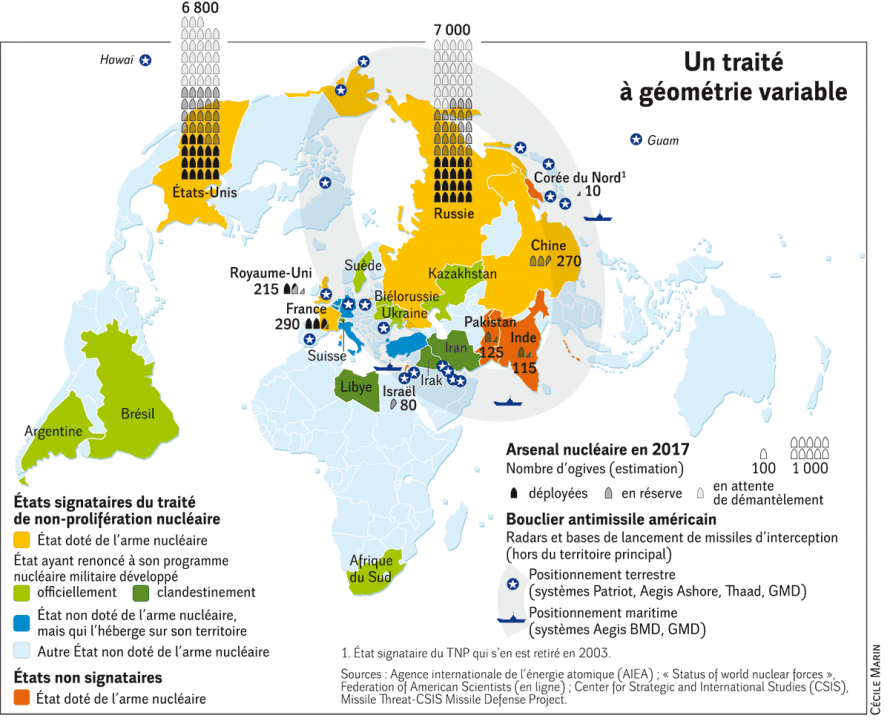 6 800
7 000
Hawaï
Un traité
à géométrie variable
Guam
Corée du Nord¹
10
États-Unis
Russie
Chine
270
Suède
Kazakhstan
Royaume-Uni
215
Biélorussie
Ukraine
France
290
Pakistan
125
Inde
115
Suisse
Iran
Irak
Libye
Israël
80
Brésil
Argentine
Afrique
du Sud
Arsenal nucléaire en 2017
Nombre d'ogives (estimation)
100
1 000
déployées
en réserve
en attente
de démantèlement
Bouclier antimissile américain
Radars et bases de lancement de missiles d'interception
(hors du territoire principal)
Positionnement terrestre
(systèmes Patriot, Aegis Ashore, Thaad, GMD)
Positionnement maritime
(systèmes Aegis BMD, GMD)
États signataires du traité
de non-prolifération nucléaire
État doté de l'arme nucléaire
État ayant renoncé à son programme
nucléaire militaire développé
officiellement
clandestinement
État non doté de l'arme nucléaire,
mais qui l'héberge sur son territoire
Autre État non doté de l'arme nucléaire
États non signataires
État doté de l'arme nucléaire
1. État signataire du TNP qui s'en est retiré en 2003.
Sources : Agence internationale de l'énergie atomique (AIEA) ; « Status of world nuclear forces »,
Federation of American Scientists (en ligne) ; Center for Strategic and International Studies (CSIS),
Missile Threat-CSIS Missile Defense Project.
CÉCILE MARIN